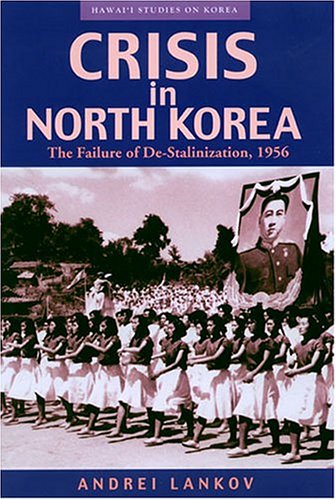 HAWAI'I STUDIES ON KOREA
CRISIS
in
NORTH KOREA
The Failure of De-Stalinization, 1956
ANDREI LANKOV